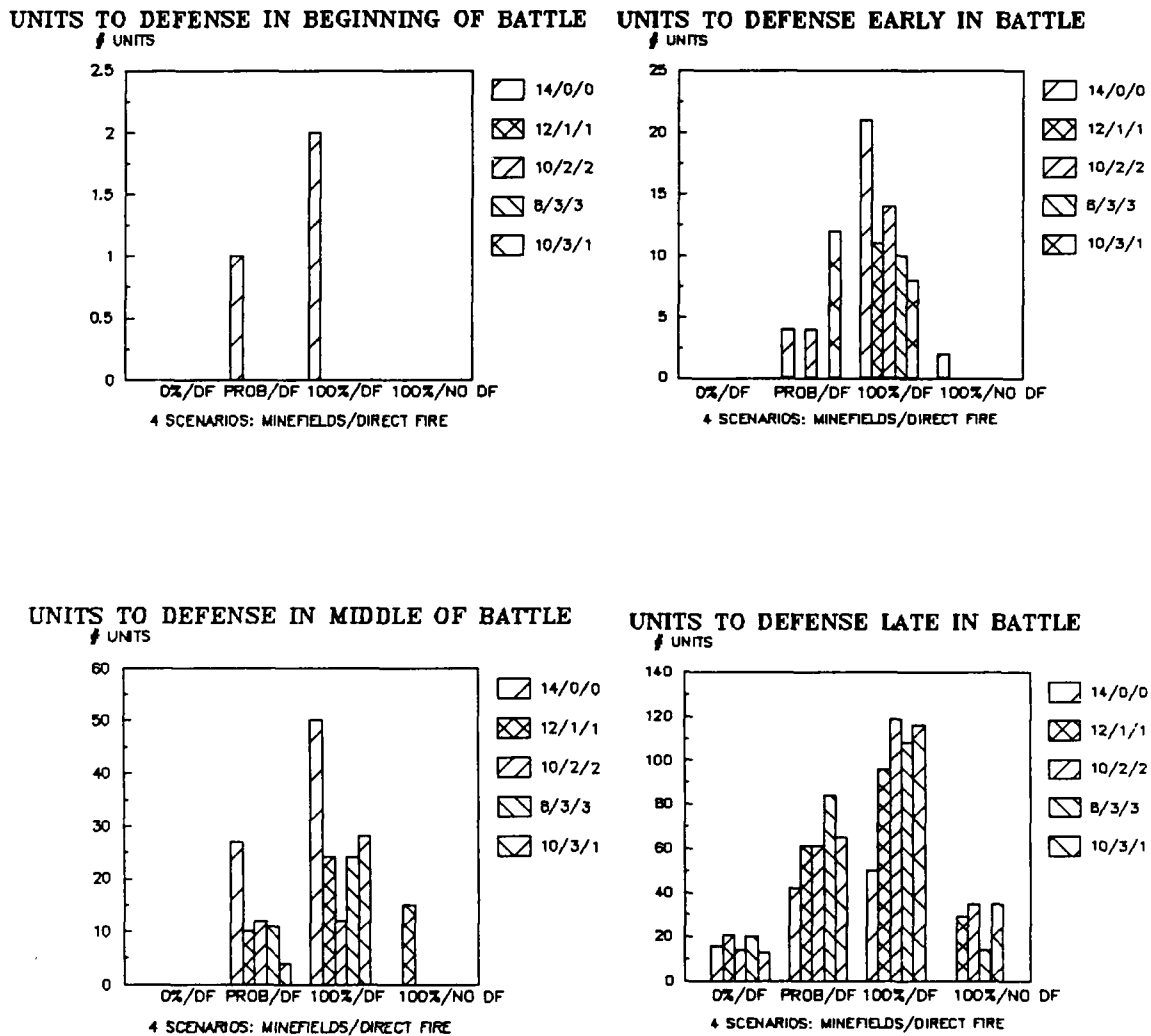 UNITS TO DEFENSE IN BEGINNING OF BATTLE
# UNITS
2.5
2
1.5
1
0.5
0
0%/DF PROB/DF 100%/DF 100%/NO DF
4 SCENARIOS: MINEFIELDS/DIRECT FIRE
14/0/0
12/1/1
10/2/2
8/3/3
10/3/1
UNITS TO DEFENSE EARLY IN BATTLE
# UNITS
25
20
15
10
5
0
0%/DF PROB/DF 100%/DF 100%/NO DF
4 SCENARIOS: MINEFIELDS/DIRECT FIRE
14/0/0
12/1/1
10/2/2
8/3/3
10/3/1
UNITS TO DEFENSE IN MIDDLE OF BATTLE
# UNITS
60
50
40
30
20
10
0
0%/DF PROB/DF 100%/DF 100%/NO DF
4 SCENARIOS: MINEFIELDS/DIRECT FIRE
14/0/0
12/1/1
10/2/2
8/3/3
10/3/1
UNITS TO DEFENSE LATE IN BATTLE
# UNITS
140
120
100
80
60
40
20
0
0%/DF PROB/DF 100%/DF 100%/NO DF
4 SCENARIOS: MINEFIELDS/DIRECT FIRE
14/0/0
12/1/1
10/2/2
8/3/3
10/3/1